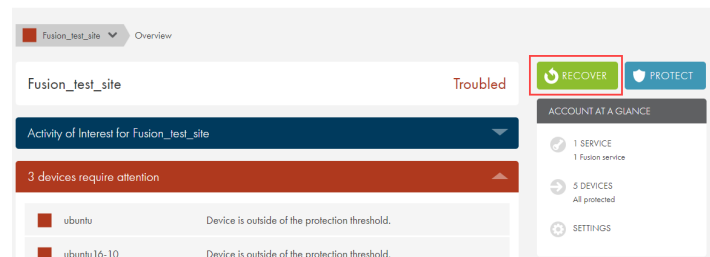 Fusion_test_site
Overview
Fusion_test_site
Troubled
RECOVER
PROTECT
Activity of Interest for Fusion_test_site
ACCOUNT AT A GLANCE
1 SERVICE
1 Fusion service
3 devices require attention
5 DEVICES
All protected
ubuntu
Device is outside of the protection threshold.
SETTINGS
ubuntu16-10
Device is outside of the protection threshold.